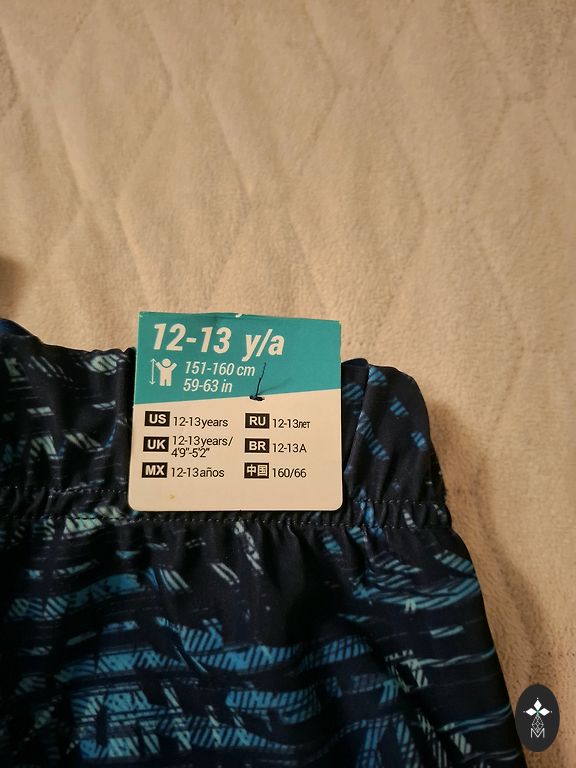 12-13 y/a
151-160 cm
59-63 in
US 12-13years
RU 12-13лет
UK 12-13years/
4'9"-5'2"
BR 12-13A
MX 12-13años
中国 160/66
M